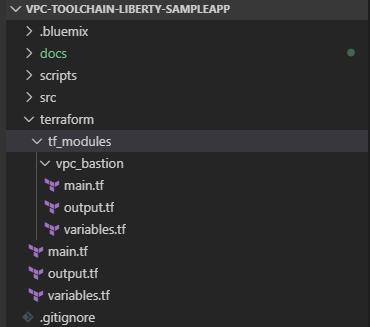 VPC-TOOLCHAIN-LIBERTY-SAMPLEAPP
.bluemix
docs
scripts
src
terraform
tf_modules
vpc_bastion
main.tf
output.tf
variables.tf
main.tf
output.tf
variables.tf
.gitignore